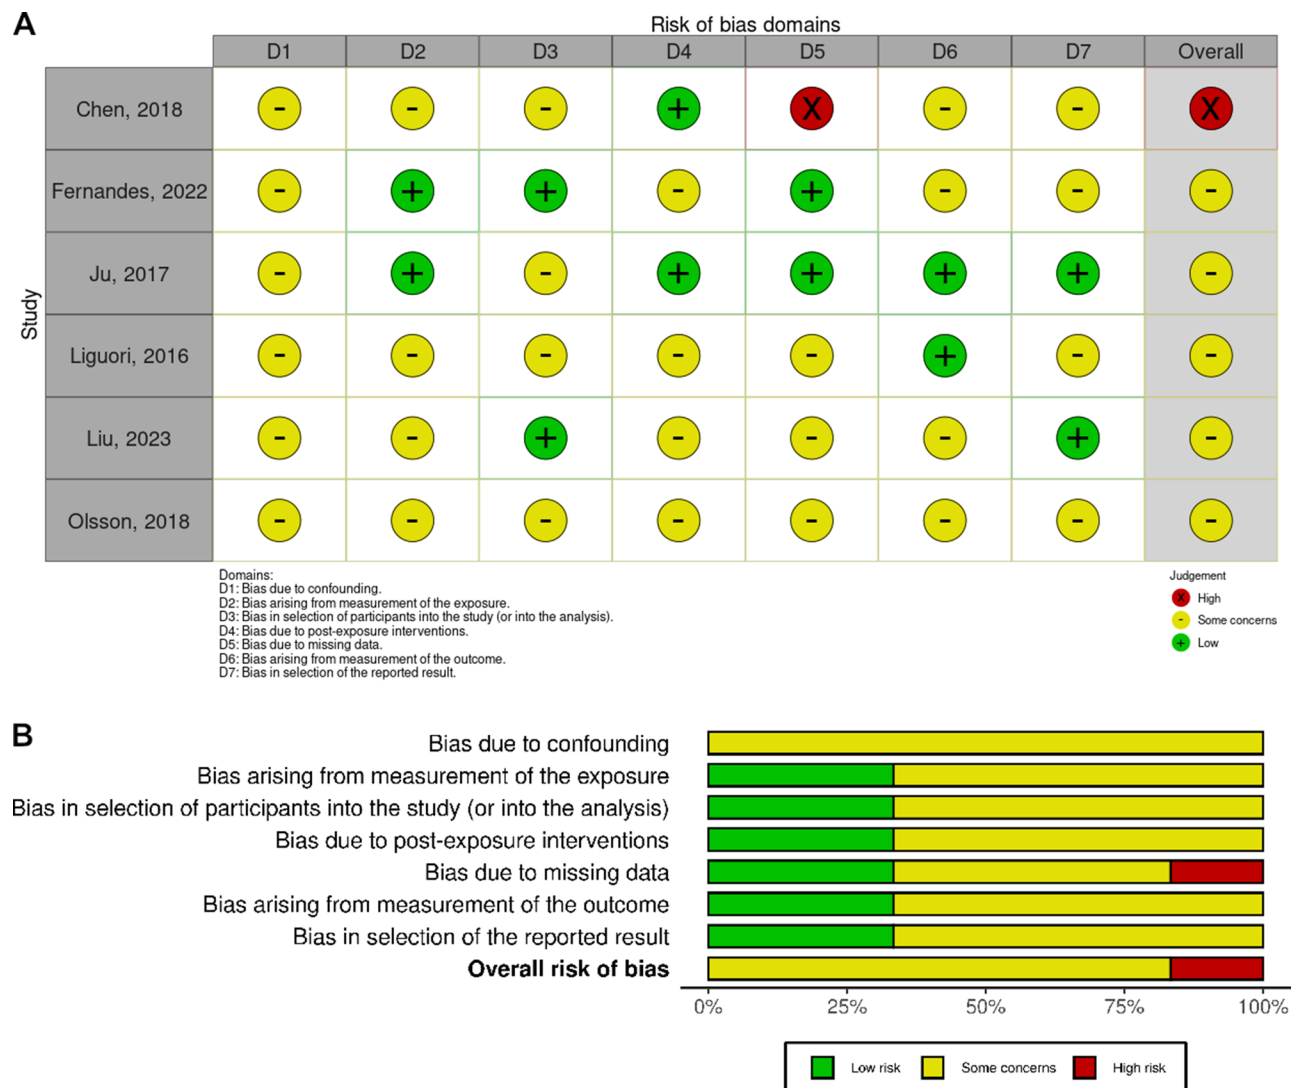 A
Risk of bias domains
D1 D2 D3 D4 D5 D6 D7 Overall
Study
Chen, 2018 - - - + X - - X
Fernandes, 2022 - + + - + - - -
Ju, 2017 - + - + + + + -
Liguori, 2016 - - - - - + - -
Liu, 2023 - - + - - - + -
Olsson, 2018 - - - - - - - -
Domains:
D1: Bias due to confounding.
D2: Bias arising from measurement of the exposure.
D3: Bias in selection of participants into the study (or into the analysis).
D4: Bias due to post-exposure interventions.
D5: Bias due to missing data.
D6: Bias arising from measurement of the outcome.
D7: Bias in selection of the reported result.
Judgement
X High
- Some concerns
+ Low
B
Bias due to confounding
Bias arising from measurement of the exposure
Bias in selection of participants into the study (or into the analysis)
Bias due to post-exposure interventions
Bias due to missing data
Bias arising from measurement of the outcome
Bias in selection of the reported result
Overall risk of bias
0% 25% 50% 75% 100%
Low risk Some concerns High risk